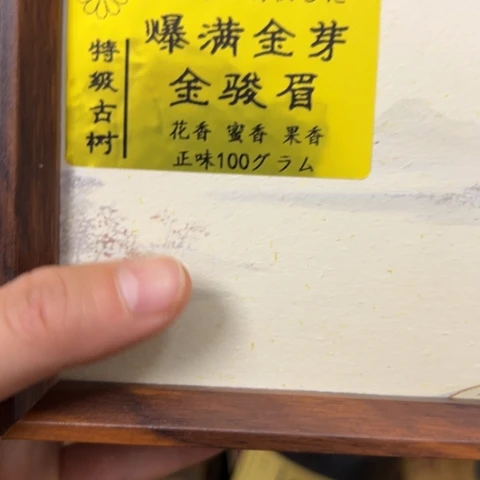 爆满金芽
金骏眉
花香 蜜香 果香
正味100グラム
特级古树